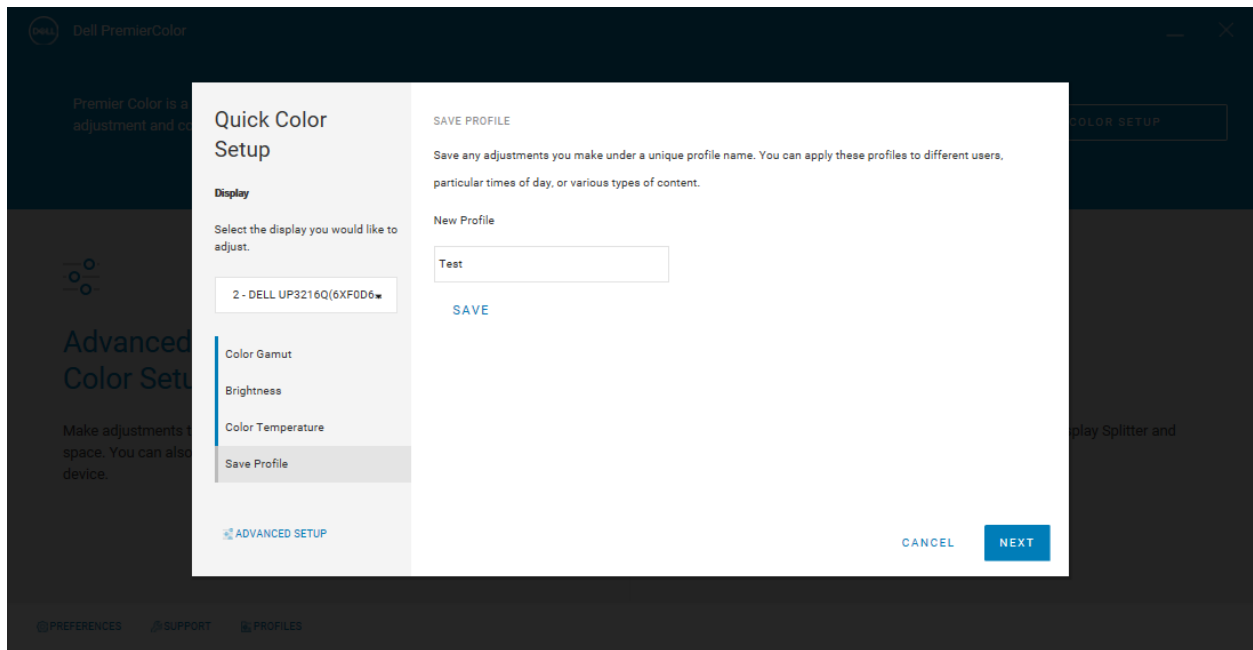 DELL Dell PremierColor
Premier Color is a
adjustment and co
COLOR SETUP
Quick Color
Setup
Display
Select the display you would like to
adjust.
2 - DELL UP3216Q(6XF0D6
Color Gamut
Brightness
Color Temperature
Save Profile
ADVANCED SETUP
SAVE PROFILE
Save any adjustments you make under a unique profile name. You can apply these profiles to different users,
particular times of day, or various types of content.
New Profile
Test
SAVE
CANCEL NEXT
Advanced
Color Setu
Make adjustments t
space. You can also
device.
play Splitter and
PREFERENCES SUPPORT PROFILES